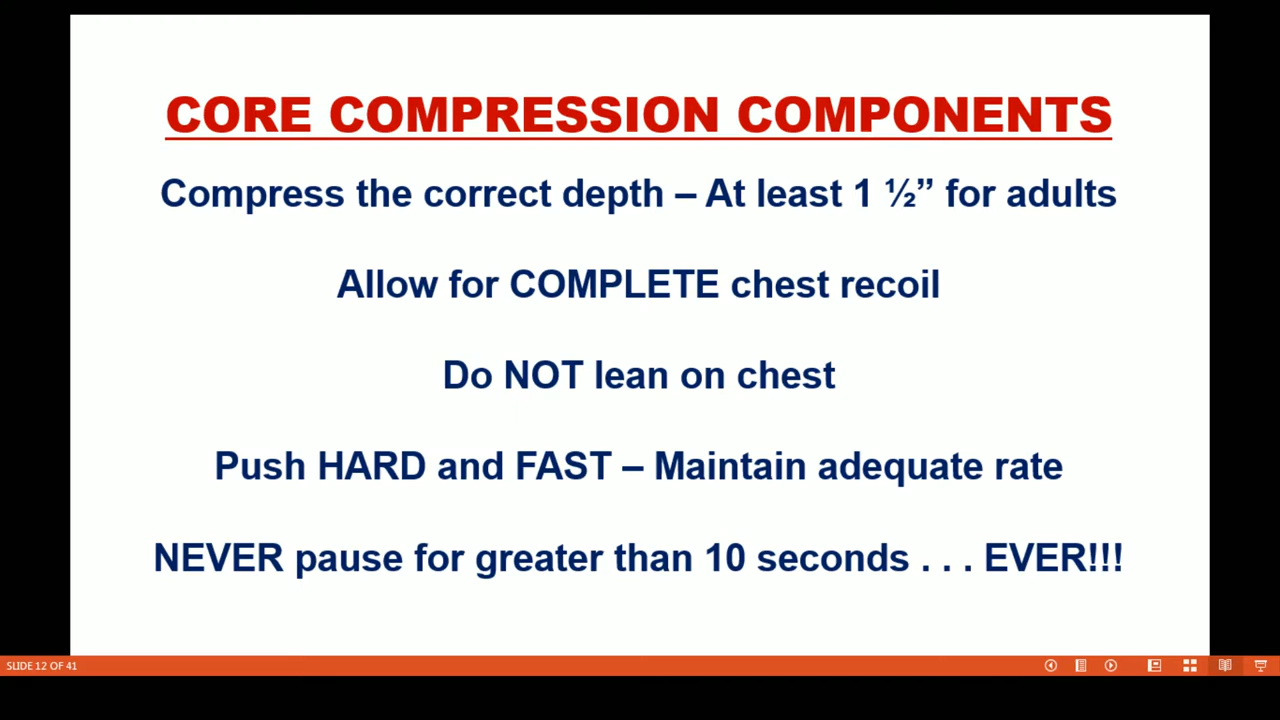 CORE COMPRESSION COMPONENTS
Compress the correct depth – At least 1 ½” for adults
Allow for COMPLETE chest recoil
Do NOT lean on chest
Push HARD and FAST – Maintain adequate rate
NEVER pause for greater than 10 seconds . . . EVER!!!
SLIDE 12 OF 41